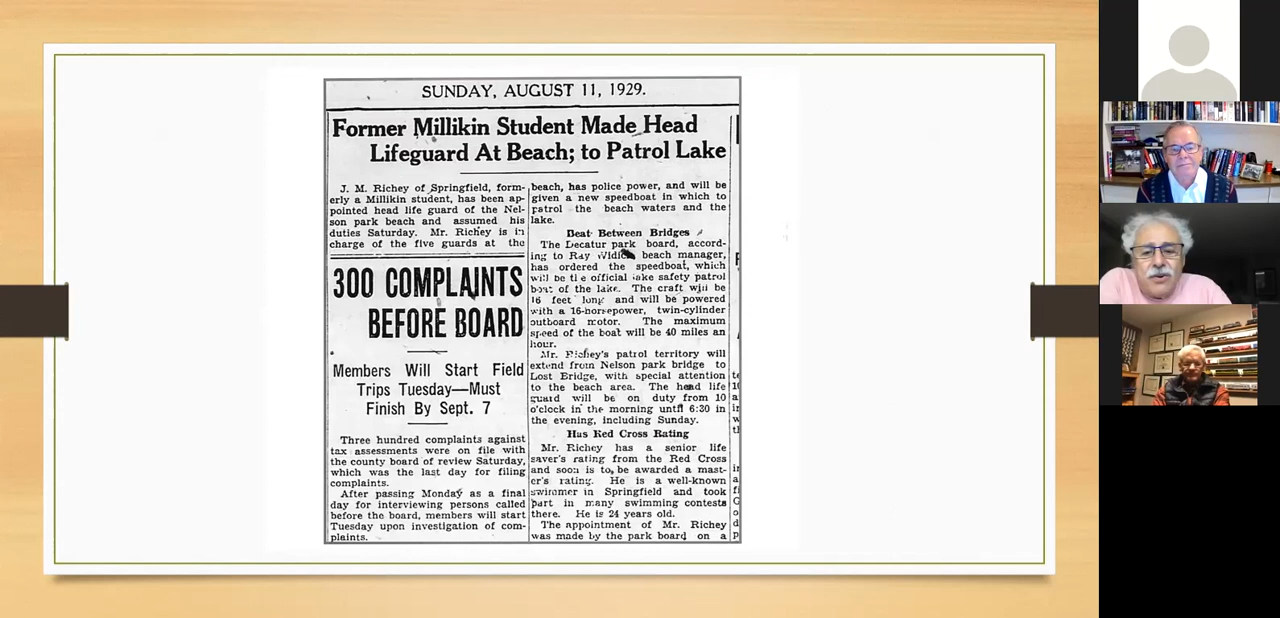 SUNDAY, AUGUST 11, 1929.
Former Millikin Student Made Head
Lifeguard At Beach; to Patrol Lake
J. M. Richey of Springfield, form-
erly a Millikin student, has been ap-
pointed head life guard of the Nel-
son park beach and assumed his
duties Saturday. Mr. Richey is in
charge of the five guards at the
beach, has police power, and will be
given a new speedboat in which to
patrol the beach waters and the
lake.
Beat Between Bridges
The Decatur park board, accord-
ing to Ray beach manager,
has ordered the speedboat, which
will be the official lake safety patrol
boat of the lake. The craft will be
16 feet long and will be powered
with a 16-horsepower, twin-cylinder
outboard motor. The maximum
speed of the boat will be 40 miles an
hour.
Mr. Richey's patrol territory will
extend from Nelson park bridge to
Lost Bridge, with special attention
to the beach area. The head life
guard will be on duty from 10
o'clock in the morning until 6:30 in
the evening, including Sunday.
Has Red Cross Rating
Mr. Richey has a senior life
saver's rating from the Red Cross
and soon is to be awarded a mast-
er's rating. He is a well-known
swimmer in Springfield and took
part in many swimming contests
there. He is 24 years old.
The appointment of Mr. Richey
was made by the park board on a
300 COMPLAINTS
BEFORE BOARD
Members Will Start Field
Trips Tuesday—Must
Finish By Sept. 7
Three hundred complaints against
tax assessments were on file with
the county board of review Saturday,
which was the last day for filing
complaints.
After passing Monday as a final
day for interviewing persons called
before the board, members will start
Tuesday upon investigation of com-
plaints.